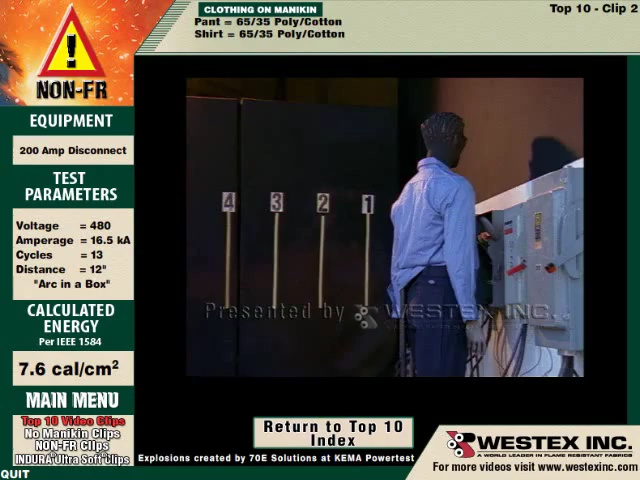 CLOTHING ON MANIKIN
Top 10 - Clip 2
Pant = 65/35 Poly/Cotton
Shirt = 65/35 Poly/Cotton
!
NON-FR
EQUIPMENT
200 Amp Disconnect
TEST
PARAMETERS
Voltage = 480
Amperage = 16.5 kA
Cycles = 13
Distance = 12"
"Arc in a Box"
CALCULATED
ENERGY
Per IEEE 1584
7.6 cal/cm²
MAIN MENU
Top 10 Video Clips
No Manikin Clips
NON-FR Clips
INDURA® Ultra Soft® Clips
QUIT
4 3 2 1
Presented by WESTEX INC.
Return to Top 10
Index
Explosions created by 70E Solutions at KEMA Powertest
WESTEX INC.
A WORLD LEADER IN FLAME RESISTANT FABRICS
For more videos visit www.westexinc.com